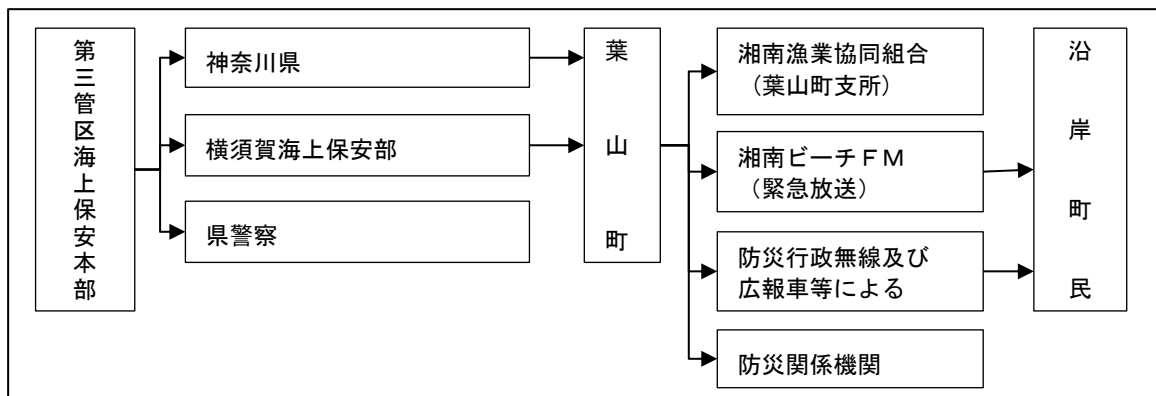 第三管区海上保安本部
神奈川県
横須賀海上保安部
県警察
葉山町
湘南漁業協同組合
（葉山町支所）
湘南ビーチＦＭ
（緊急放送）
防災行政無線及び
広報車等による
防災関係機関
沿岸町民